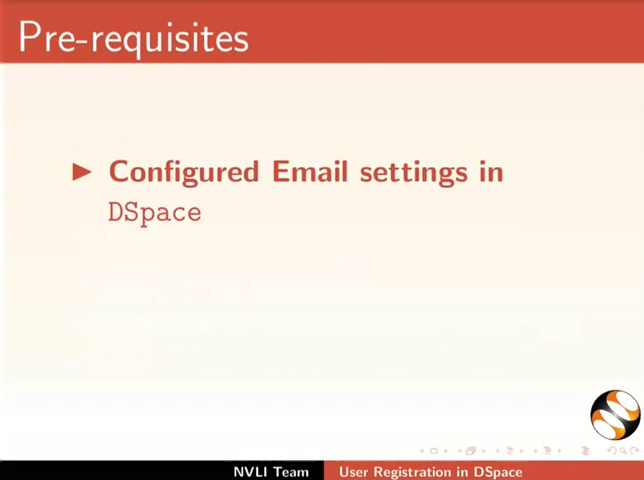 Pre-requisites
Configured Email settings in
DSpace
NVLI Team
User Registration in DSpace